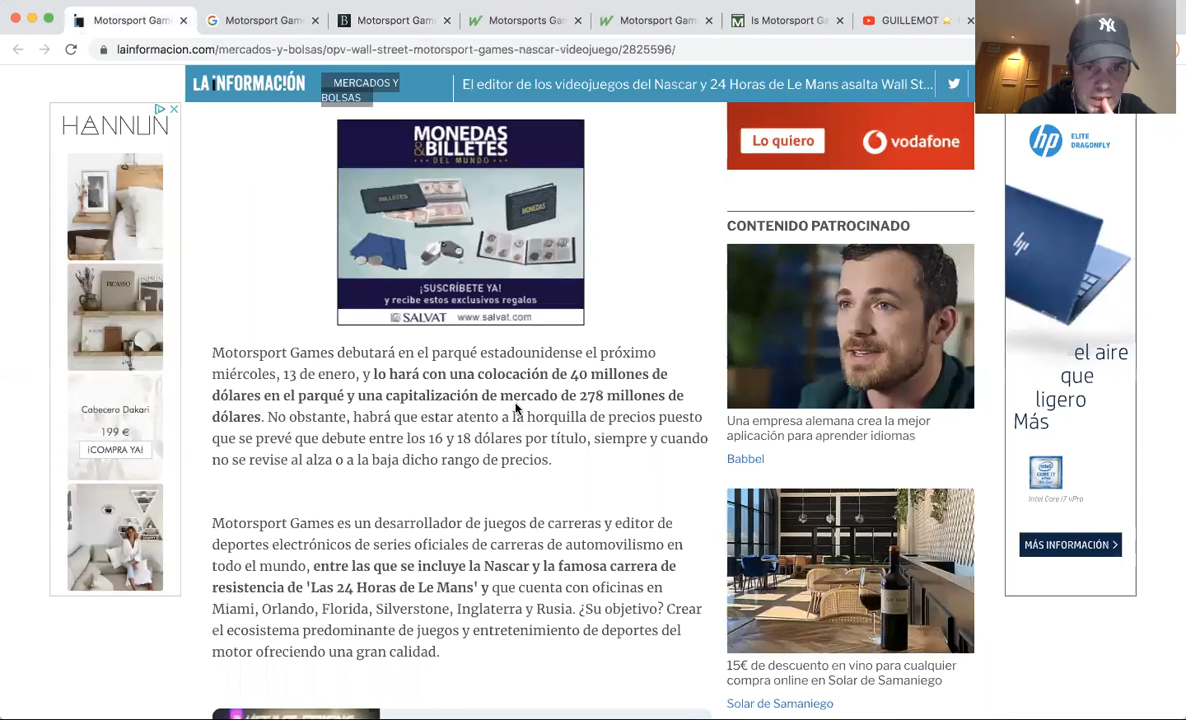 Motorsport Game
Motorsport Game
Motorsport Game
Motorsports Gam
Motorsport Gam
Is Motorsport G
GUILLEMOT
lainformacion.com/mercados-y-bolsas/opv-wall-street-motorsport-games-nascar-videojuego/2825596/
LA INFORMACIÓN
MERCADOS Y
BOLSAS
El editor de los videojuegos del Nascar y 24 Horas de Le Mans asalta Wall St...
HANNUN
PICASSO
Cabecero Dakari
199 €
¡COMPRA YA!
MONEDAS
& BILLETES
DEL MUNDO
BILLETES
MONEDAS
¡SUSCRÍBETE YA!
y recibe estos exclusivos regalos
SALVAT www.salvat.com
Motorsport Games debutará en el parqué estadounidense el próximo
miércoles, 13 de enero, y lo hará con una colocación de 40 millones de
dólares en el parqué y una capitalización de mercado de 278 millones de
dólares. No obstante, habrá que estar atento a la horquilla de precios puesto
que se prevé que debute entre los 16 y 18 dólares por título, siempre y cuando
no se revise al alza o a la baja dicho rango de precios.
Motorsport Games es un desarrollador de juegos de carreras y editor de
deportes electrónicos de series oficiales de carreras de automovilismo en
todo el mundo, entre las que se incluye la Nascar y la famosa carrera de
resistencia de 'Las 24 Horas de Le Mans' y que cuenta con oficinas en
Miami, Orlando, Florida, Silverstone, Inglaterra y Rusia. ¿Su objetivo? Crear
el ecosistema predominante de juegos y entretenimiento de deportes del
motor ofreciendo una gran calidad.
Lo quiero
vodafone
CONTENIDO PATROCINADO
Una empresa alemana crea la mejor
aplicación para aprender idiomas
Babbel
15€ de descuento en vino para cualquier
compra online en Solar de Samaniego
Solar de Samaniego
hp
ELITE
DRAGONFLY
el aire
que
ligero
Más
intel
Intel Core i7 vPro
MÁS INFORMACIÓN